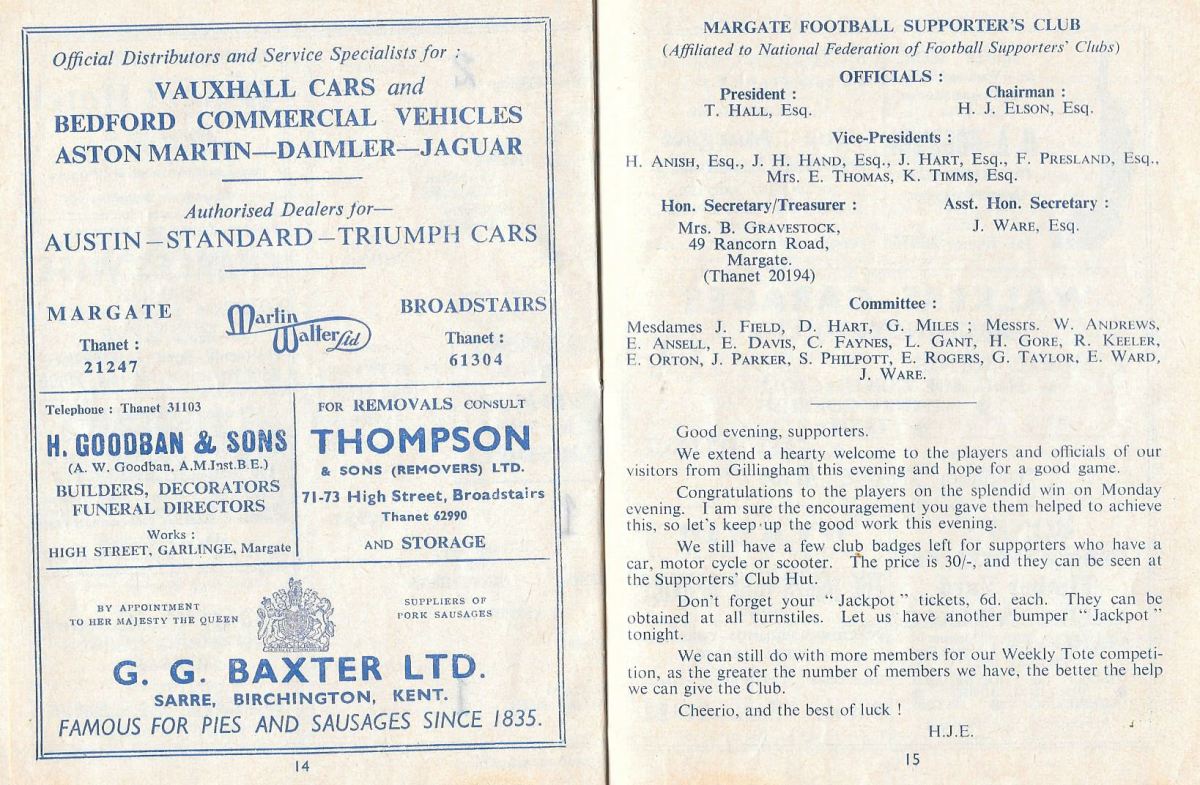 Official Distributors and Service Specialists for :
VAUXHALL CARS and
BEDFORD COMMERCIAL VEHICLES
ASTON MARTIN—DAIMLER—JAGUAR
Authorised Dealers for—
AUSTIN—STANDARD—TRIUMPH CARS
MARGATE
Thanet :
21247
Martin
Walter Ltd
BROADSTAIRS
Thanet :
61304
Telephone : Thanet 31103
H. GOODBAN & SONS
(A. W. Goodban, A.M.Inst.B.E.)
BUILDERS, DECORATORS
FUNERAL DIRECTORS
Works :
HIGH STREET, GARLINGE, Margate
FOR REMOVALS CONSULT
THOMPSON
& SONS (REMOVERS) LTD.
71-73 High Street, Broadstairs
Thanet 62990
AND STORAGE
BY APPOINTMENT
TO HER MAJESTY THE QUEEN
SUPPLIERS OF
PORK SAUSAGES
G. G. BAXTER LTD.
SARRE, BIRCHINGTON, KENT.
FAMOUS FOR PIES AND SAUSAGES SINCE 1835.
14
MARGATE FOOTBALL SUPPORTER'S CLUB
(Affiliated to National Federation of Football Supporters' Clubs)
OFFICIALS :
President :
T. HALL, Esq.
Chairman :
H. J. ELSON, Esq.
Vice-Presidents :
H. ANISH, Esq., J. H. HAND, Esq., J. HART, Esq., F. PRESLAND, Esq.,
Mrs. E. THOMAS, K. TIMMS, Esq.
Hon. Secretary/Treasurer :
Mrs. B. GRAVESTOCK,
49 Rancorn Road,
Margate.
(Thanet 20194)
Asst. Hon. Secretary :
J. WARE, Esq.
Committee :
Mesdames J. FIELD, D. HART, G. MILES ; Messrs. W. ANDREWS,
E. ANSELL, E. DAVIS, C. FAYNES, L. GANT, H. GORE, R. KEELER,
E. ORTON, J. PARKER, S. PHILPOTT, E. ROGERS, G. TAYLOR, E. WARD,
J. WARE.
Good evening, supporters.
We extend a hearty welcome to the players and officials of our
visitors from Gillingham this evening and hope for a good game.
Congratulations to the players on the splendid win on Monday
evening. I am sure the encouragement you gave them helped to achieve
this, so let's keep up the good work this evening.
We still have a few club badges left for supporters who have a
car, motor cycle or scooter. The price is 30/-, and they can be seen at
the Supporters' Club Hut.
Don't forget your " Jackpot " tickets, 6d. each. They can be
obtained at all turnstiles. Let us have another bumper " Jackpot "
tonight.
We can still do with more members for our Weekly Tote competi-
tion, as the greater the number of members we have, the better the help
we can give the Club.
Cheerio, and the best of luck !
H.J.E.
15